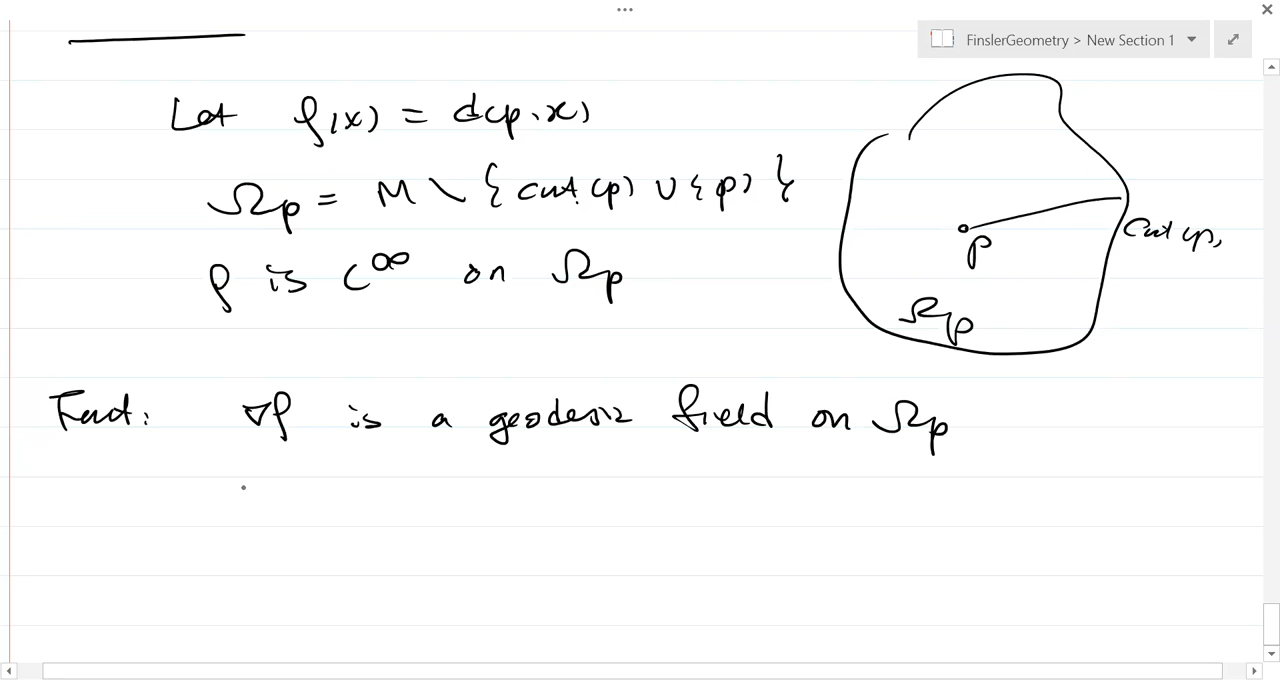 FinslerGeometry > New Section 1
Let ρ(x) = d(p,x)
Ωp = M \ { cut(p) ∪ {p} }
ρ is C^∞ on Ωp
p
Cut(p)
Ωp
Fact: ∇ρ is a geodesic field on Ωp